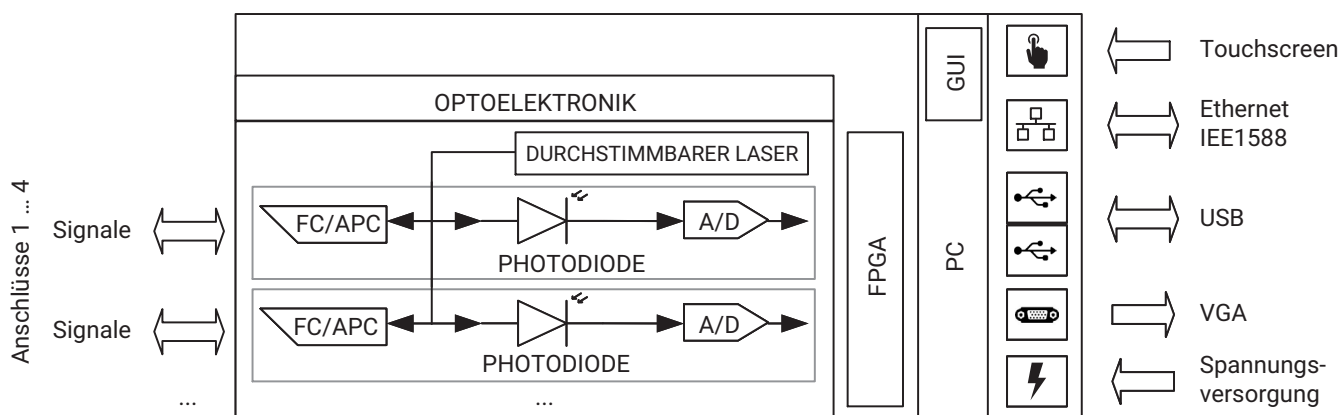 Anschlüsse 1 ... 4
Signale
Signale
...
OPTOELEKTRONIK
DURCHSTIMMBARER LASER
FC/APC
A/D
PHOTODIODE
FC/APC
A/D
PHOTODIODE
...
FPGA
GUI
PC
Touchscreen
Ethernet
IEE1588
USB
VGA
Spannungs-
versorgung